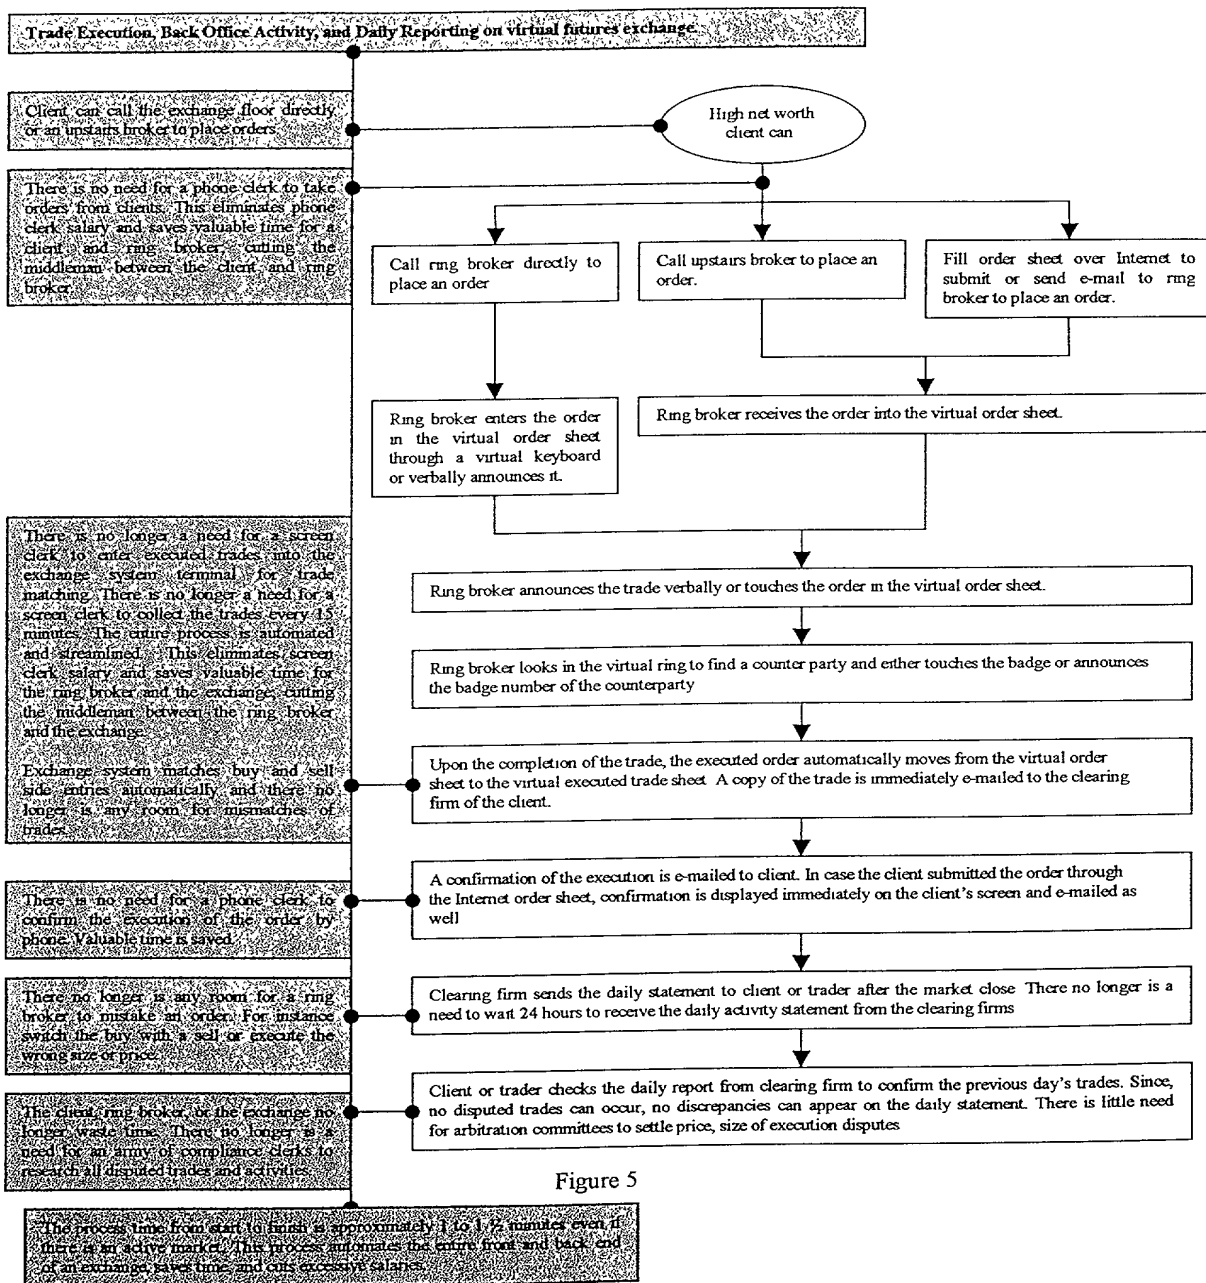 Trade Execution, Back Office Activity, and Daily Reporting on virtual futures exchange.
Client can call the exchange floor directly
or an upstairs broker to place orders.
High net worth
client can
There is no need for a phone clerk to take
orders from clients. This eliminates phone
clerk salary and saves valuable time for a
client and ring broker, cutting the
middleman between the client and ring
broker.
Call ring broker directly to
place an order
Call upstairs broker to place an
order.
Fill order sheet over Internet to
submit or send e-mail to ring
broker to place an order.
Ring broker enters the order
in the virtual order sheet
through a virtual keyboard
or verbally announces it.
Ring broker receives the order into the virtual order sheet.
There is no longer a need for a screen
clerk to enter executed trades into the
exchange system terminal for trade
matching. There is no longer a need for a
screen clerk to collect the trades every 15
minutes. The entire process is automated
and streamlined. This eliminates screen
clerk salary and saves valuable time for
the ring broker and the exchange, cutting
the middleman between the ring broker
and the exchange.
Exchange system matches buy and sell
side entries automatically and there no
longer is any room for mismatches of
trades.
Ring broker announces the trade verbally or touches the order in the virtual order sheet.
Ring broker looks in the virtual ring to find a counter party and either touches the badge or announces
the badge number of the counterparty
Upon the completion of the trade, the executed order automatically moves from the virtual order
sheet to the virtual executed trade sheet A copy of the trade is immediately e-mailed to the clearing
firm of the client.
There is no need for a phone clerk to
confirm the execution of the order by
phone. Valuable time is saved.
A confirmation of the execution is e-mailed to client. In case the client submitted the order through
the Internet order sheet, confirmation is displayed immediately on the client's screen and e-mailed as
well
There no longer is any room for a ring
broker to mistake an order. For instance
switch the buy with a sell or execute the
wrong size or price.
Clearing firm sends the daily statement to client or trader after the market close There no longer is a
need to wait 24 hours to receive the daily activity statement from the clearing firms
The client, ring broker, or the exchange no
longer waste time. There no longer is a
need for an army of compliance clerks to
research all disputed trades and activities.
Client or trader checks the daily report from clearing firm to confirm the previous day's trades. Since,
no disputed trades can occur, no discrepancies can appear on the daily statement. There is little need
for arbitration committees to settle price, size of execution disputes
Figure 5
The process time from start to finish is approximately 1 to 1 ½ minutes even if
there is an active market. This process automates the entire front and back end
of an exchange, saves time, and cuts excessive salaries.